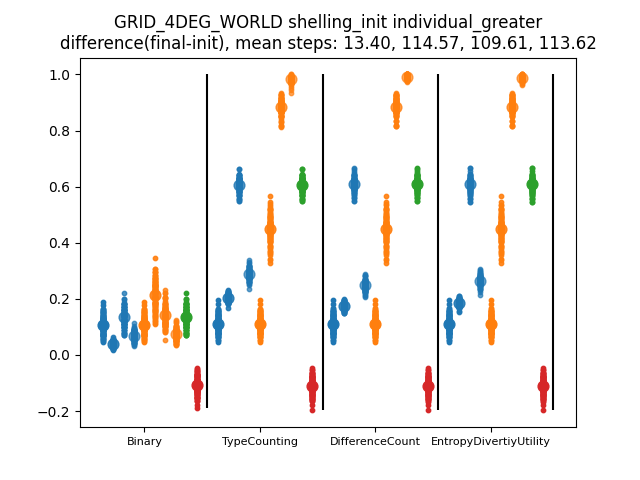 GRID_4DEG_WORLD shelling_init individual_greater
difference(final-init), mean steps: 13.40, 114.57, 109.61, 113.62
1.0
0.8
0.6
0.4
0.2
0.0
−0.2
Binary
TypeCounting
DifferenceCount
EntropyDivertiyUtility